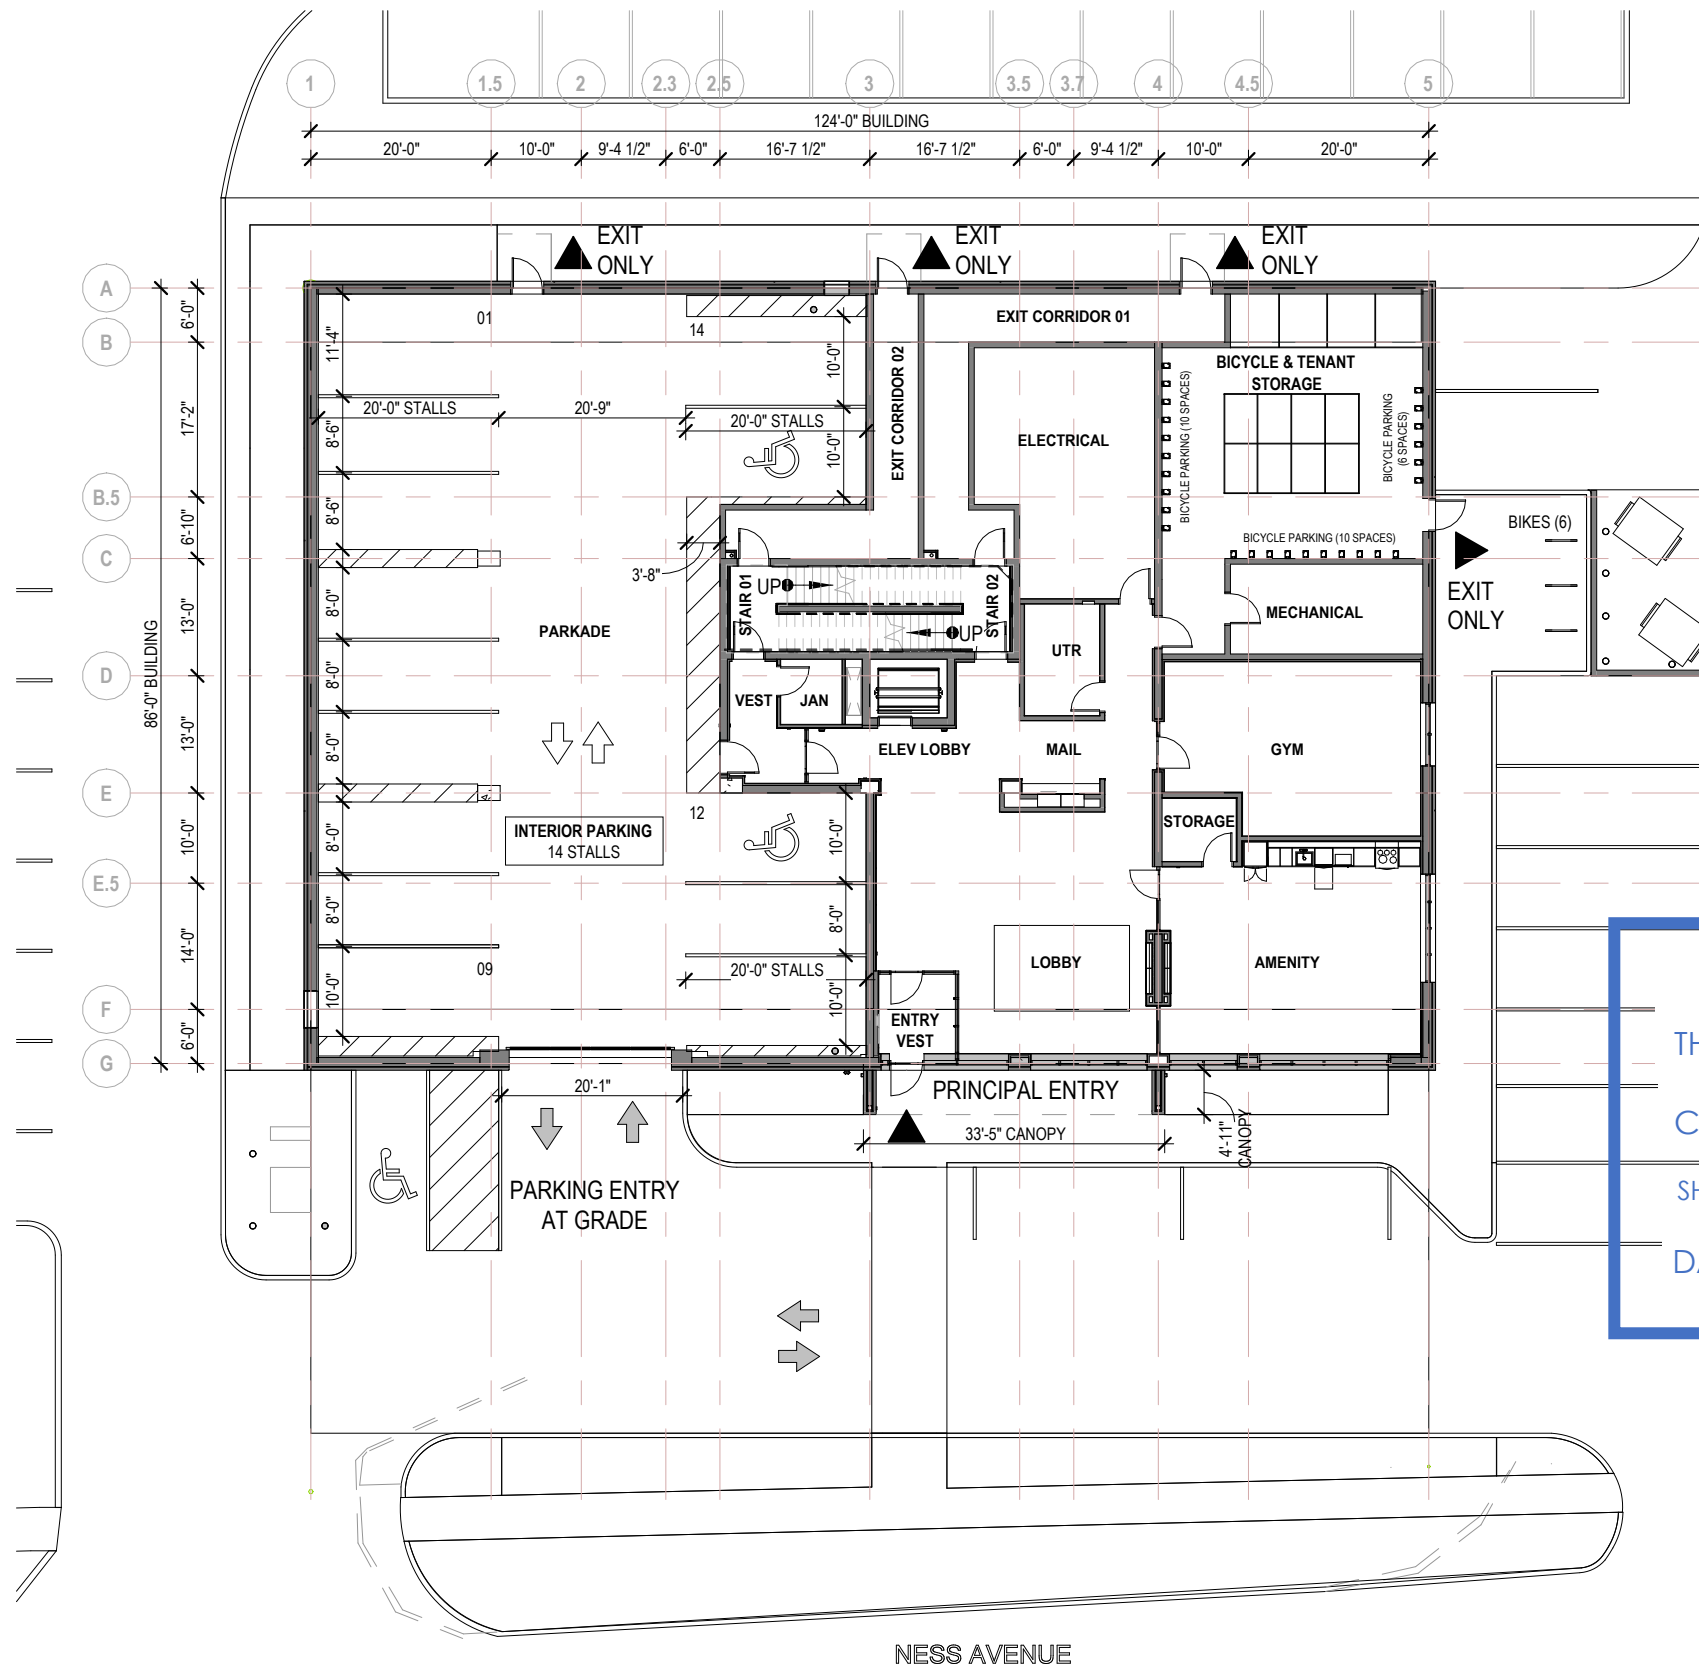 1
1.5
2
2.3
2.5
3
3.5
3.7
4
4.5
5
124'-0" BUILDING
20'-0"
10'-0"
9'-4 1/2"
6'-0"
16'-7 1/2"
16'-7 1/2"
6'-0"
9'-4 1/2"
10'-0"
20'-0"
EXIT
ONLY
EXIT
ONLY
EXIT
ONLY
A
B
B.5
C
D
E
E.5
F
G
86'-0" BUILDING
6'-0"
17'-2"
6'-10"
13'-0"
13'-0"
10'-0"
14'-0"
6'-0"
01
14
11'-4"
10'-0"
20'-0" STALLS
20'-9"
20'-0" STALLS
8'-6"
10'-0"
8'-6"
3'-8"
8'-0"
8'-0"
8'-0"
8'-0"
8'-0"
10'-0"
PARKADE
INTERIOR PARKING
14 STALLS
12
10'-0"
8'-0"
09
20'-0" STALLS
10'-0"
EXIT CORRIDOR 01
EXIT CORRIDOR 02
ELECTRICAL
BICYCLE & TENANT
STORAGE
BICYCLE PARKING (10 SPACES)
BICYCLE PARKING
(6 SPACES)
BICYCLE PARKING (10 SPACES)
BIKES (6)
EXIT
ONLY
STAIR 01
UP
STAIR 02
UP
MECHANICAL
UTR
VEST
JAN
ELEV LOBBY
MAIL
GYM
STORAGE
LOBBY
AMENITY
ENTRY
VEST
PRINCIPAL ENTRY
20'-1"
33'-5" CANOPY
4'-11"
CANOPY
PARKING ENTRY
AT GRADE
TH
C
SH
DA
NESS AVENUE